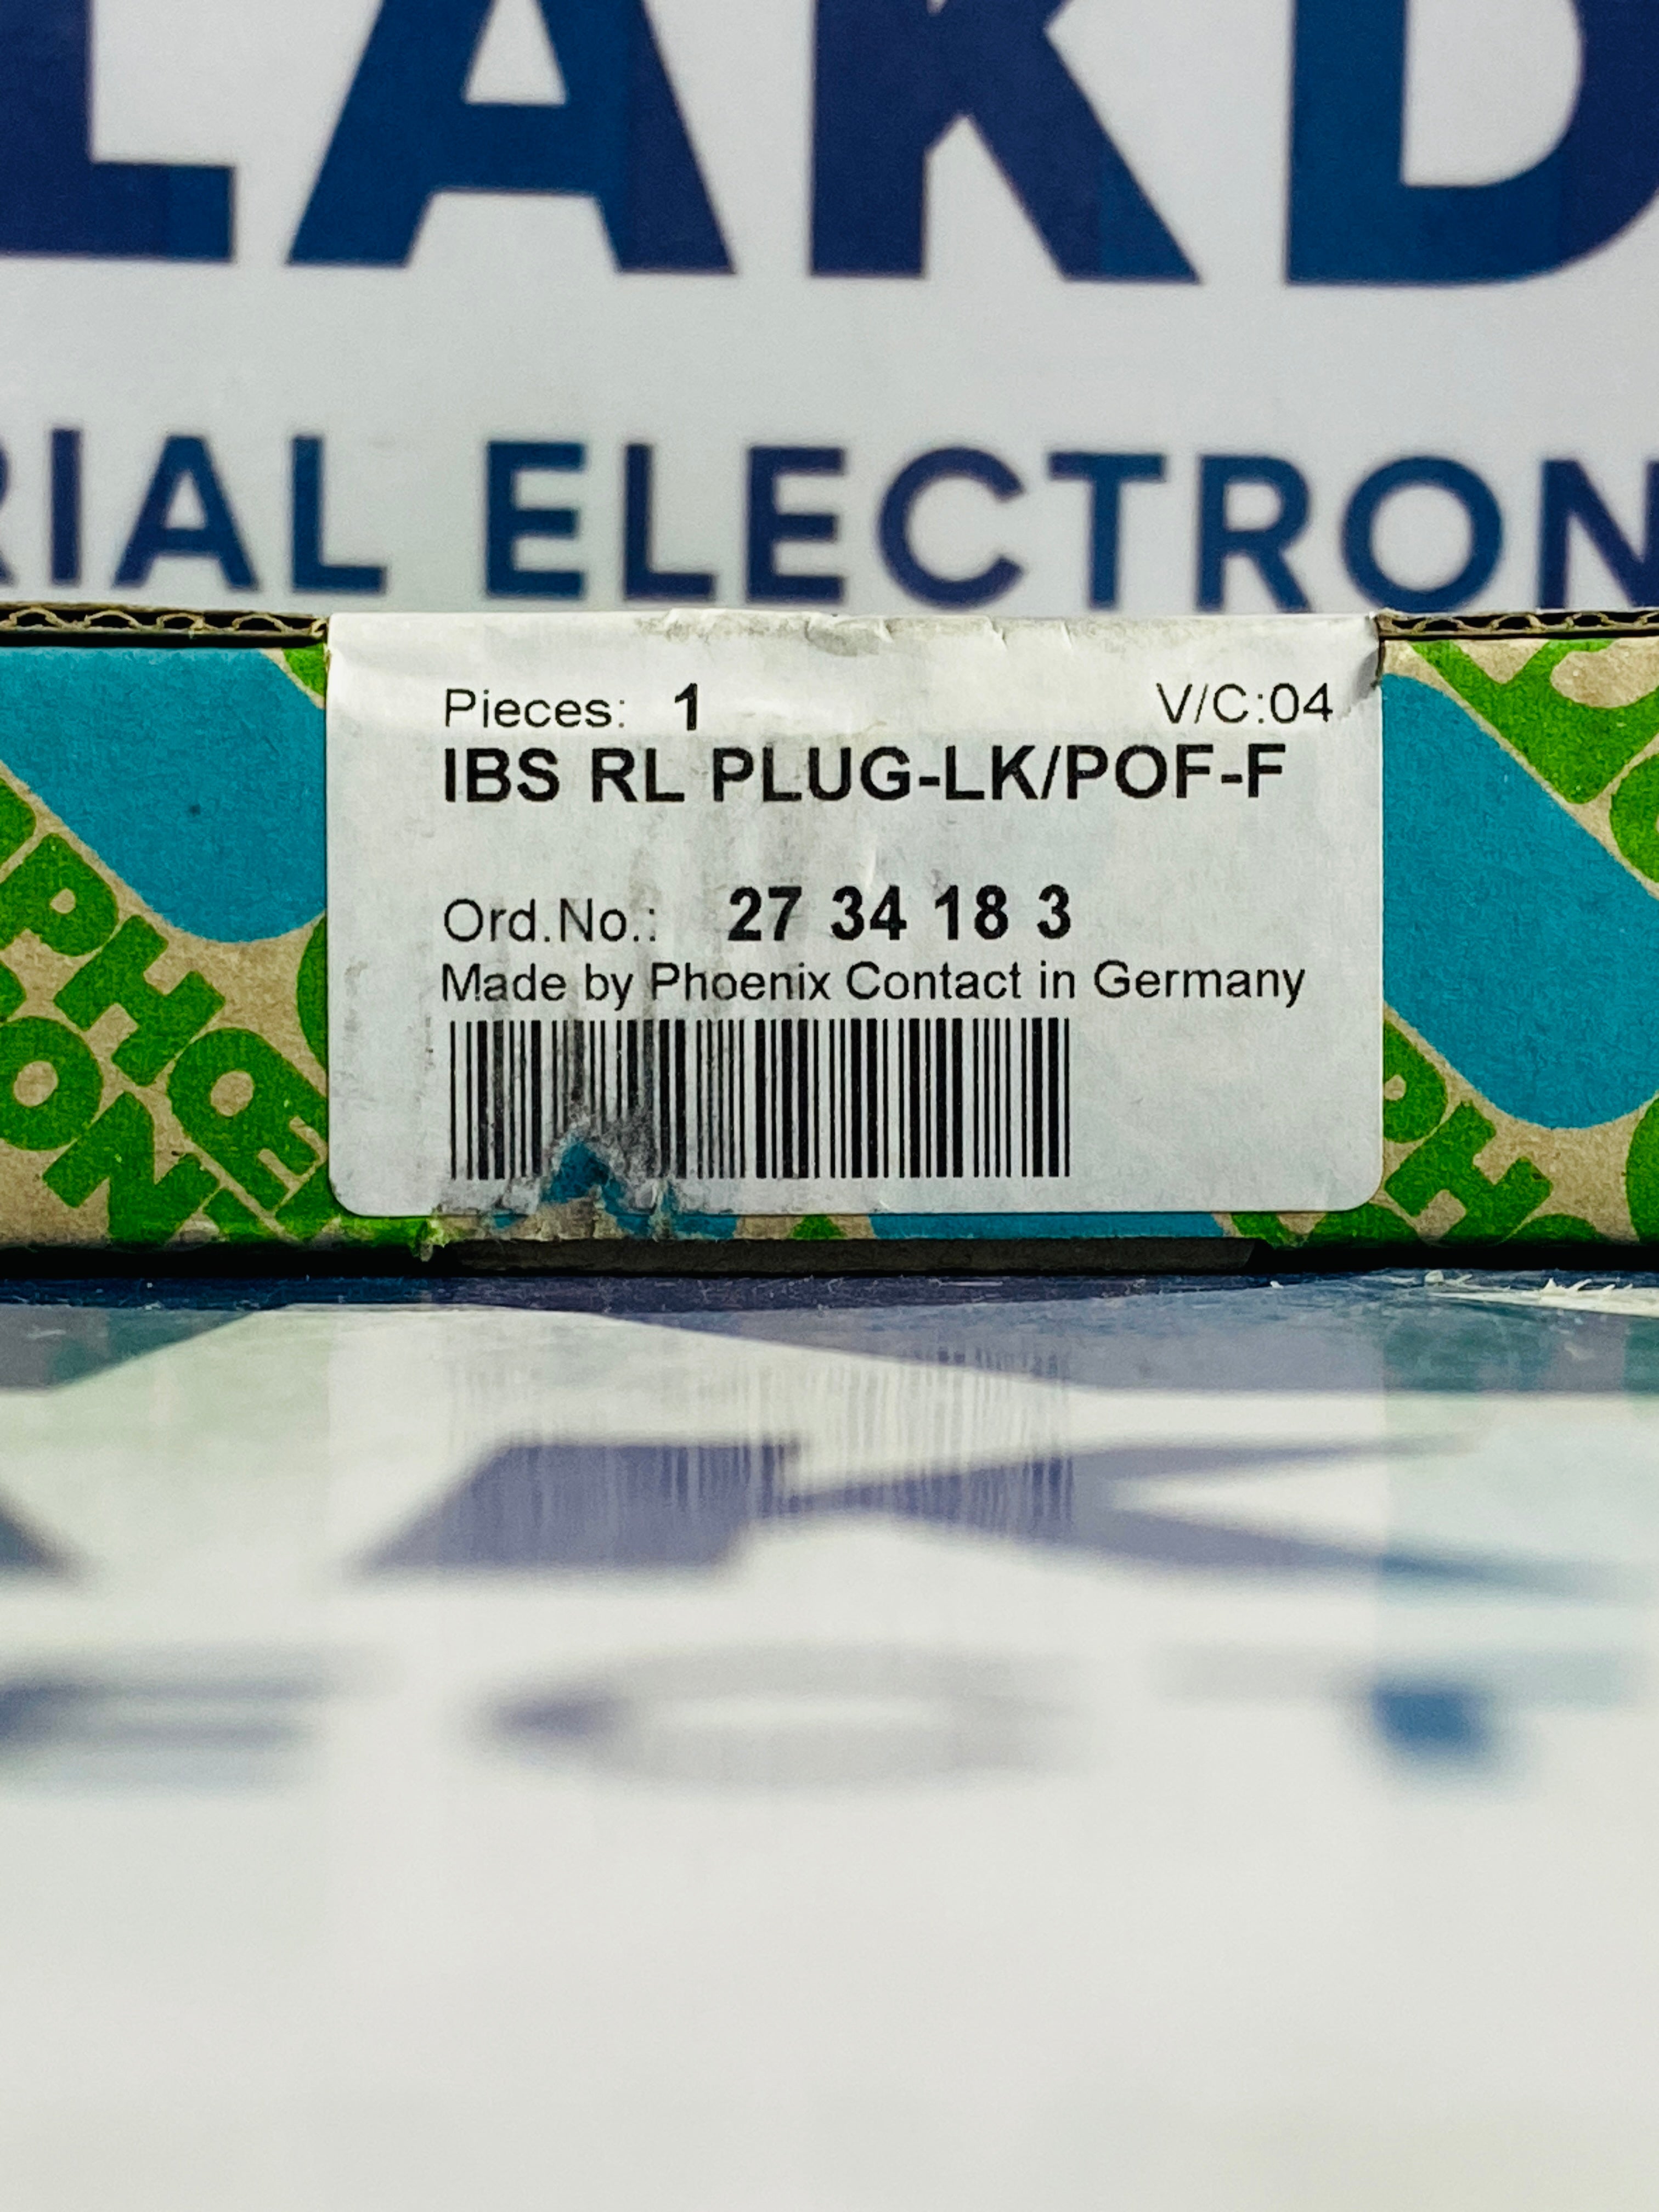 LAKD
RIAL ELECTRON
Pieces: 1 V/C:04
IBS RL PLUG-LK/POF-F
Ord.No.: 27 34 18 3
Made by Phoenix Contact in Germany